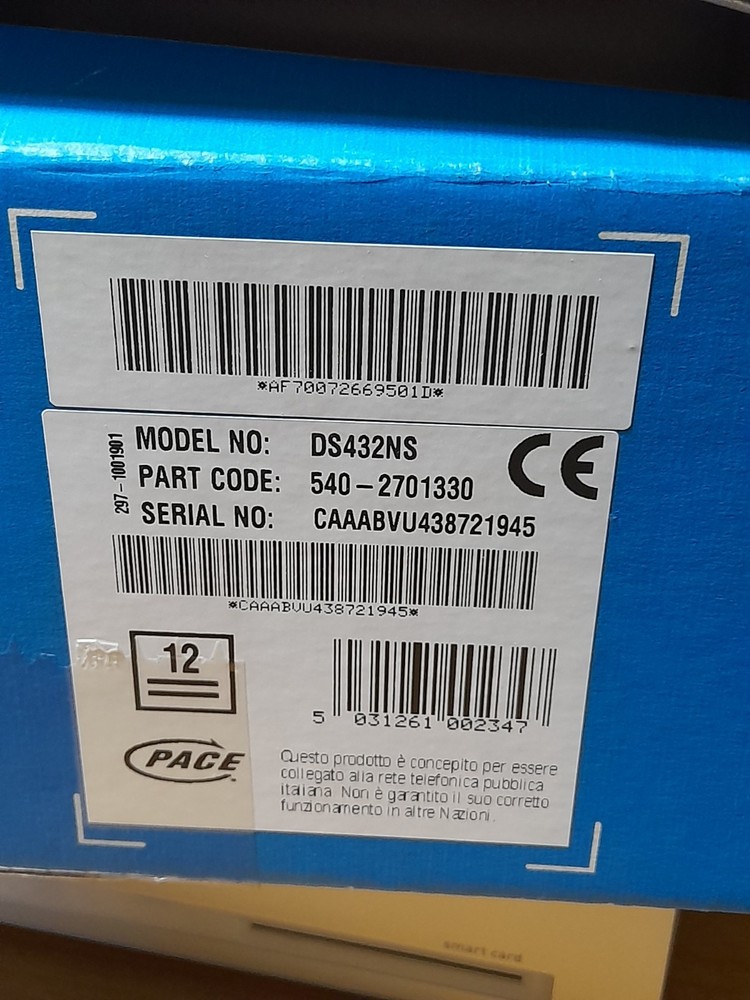 *AF70072669501D*
297-1001901
MODEL NO: DS432NS
PART CODE: 540-2701330
SERIAL NO: CAAABVU438721945
CE
*CAAABVU438721945*
12
5 031261 002347
PACE
Questo prodotto è concepito per essere
collegato alla rete telefonica pubblica
italiana. Non è garantito il suo corretto
funzionamento in altre Nazioni.
smart card